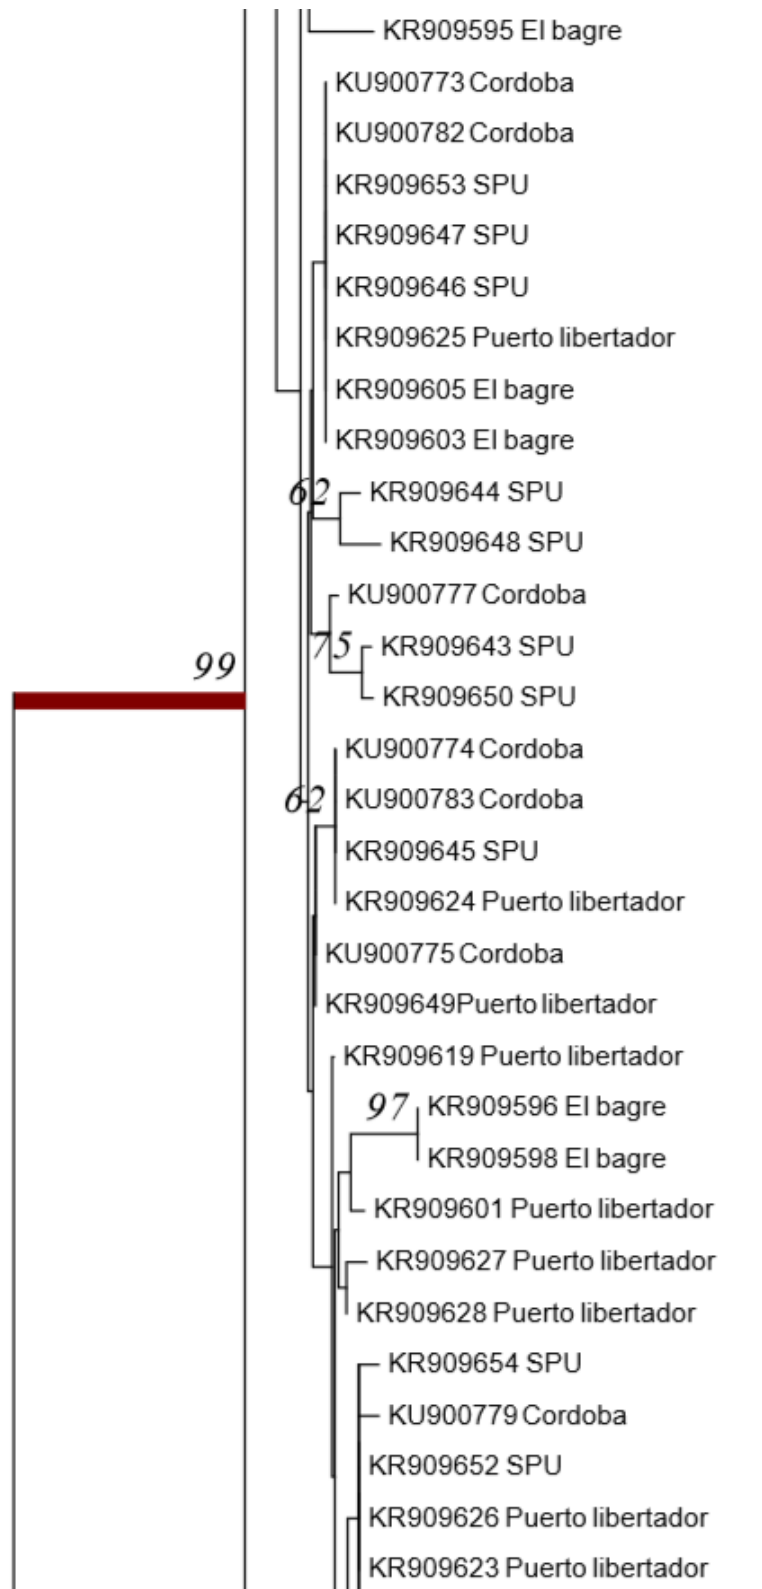 KR909595 El bagre
KU900773 Cordoba
KU900782 Cordoba
KR909653 SPU
KR909647 SPU
KR909646 SPU
KR909625 Puerto libertador
KR909605 El bagre
KR909603 El bagre
62
KR909644 SPU
KR909648 SPU
KU900777 Cordoba
75
KR909643 SPU
99
KR909650 SPU
KU900774 Cordoba
62
KU900783 Cordoba
KR909645 SPU
KR909624 Puerto libertador
KU900775 Cordoba
KR909649Puerto libertador
KR909619 Puerto libertador
97
KR909596 El bagre
KR909598 El bagre
KR909601 Puerto libertador
KR909627 Puerto libertador
KR909628 Puerto libertador
KR909654 SPU
KU900779 Cordoba
KR909652 SPU
KR909626 Puerto libertador
KR909623 Puerto libertador